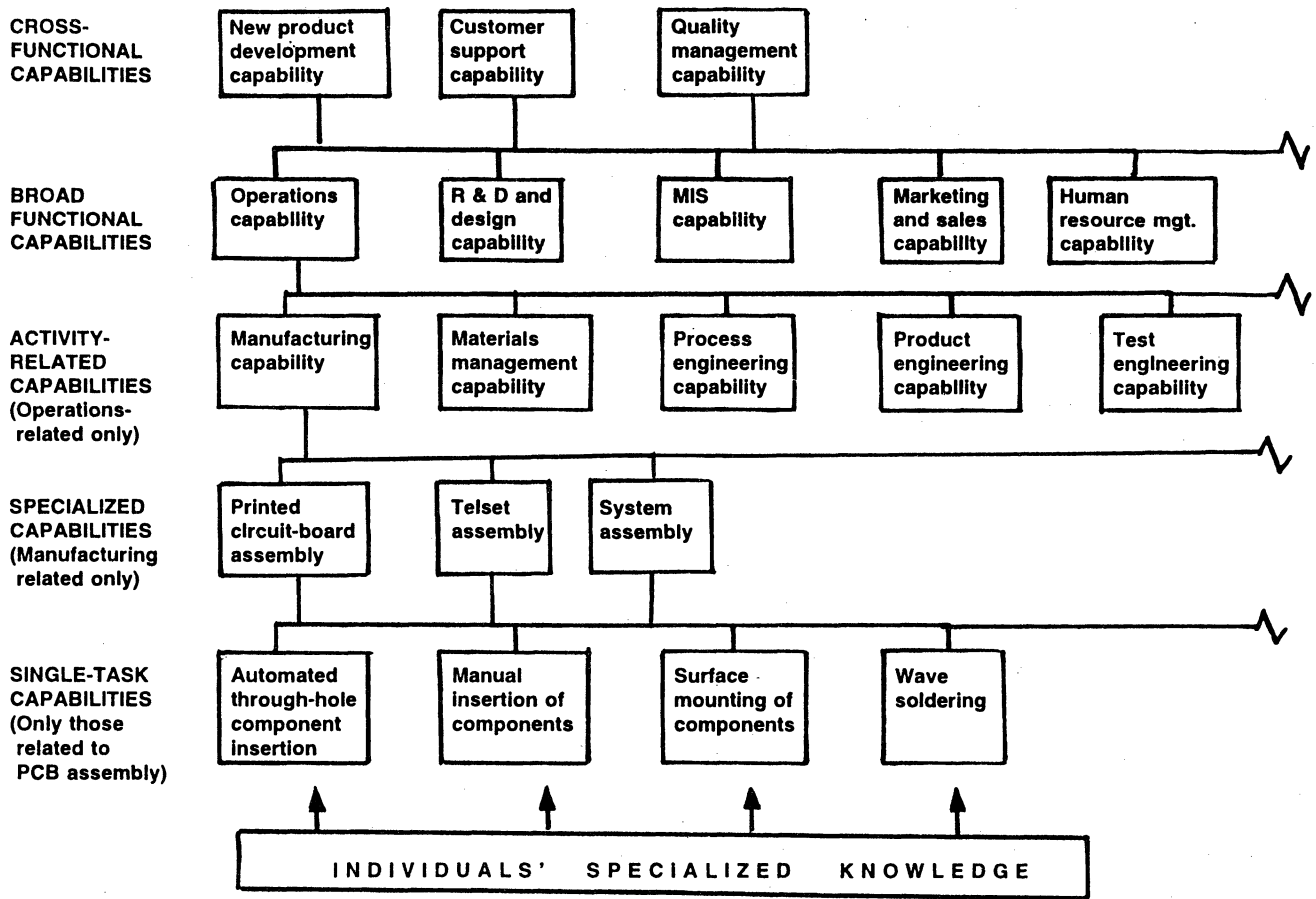 CROSS-
FUNCTIONAL
CAPABILITIES
New product
development
capability
Customer
support
capability
Quality
management
capability
BROAD
FUNCTIONAL
CAPABILITIES
Operations
capability
R & D and
design
capability
MIS
capability
Marketing
and sales
capability
Human
resource mgt.
capability
ACTIVITY-
RELATED
CAPABILITIES
(Operations-
related only)
Manufacturing
capability
Materials
management
capability
Process
engineering
capability
Product
engineering
capability
Test
engineering
capability
SPECIALIZED
CAPABILITIES
(Manufacturing
related only)
Printed
circuit-board
assembly
Telset
assembly
System
assembly
SINGLE-TASK
CAPABILITIES
(Only those
related to
PCB assembly)
Automated
through-hole
component
insertion
Manual
insertion of
components
Surface
mounting of
components
Wave
soldering
INDIVIDUALS' SPECIALIZED KNOWLEDGE